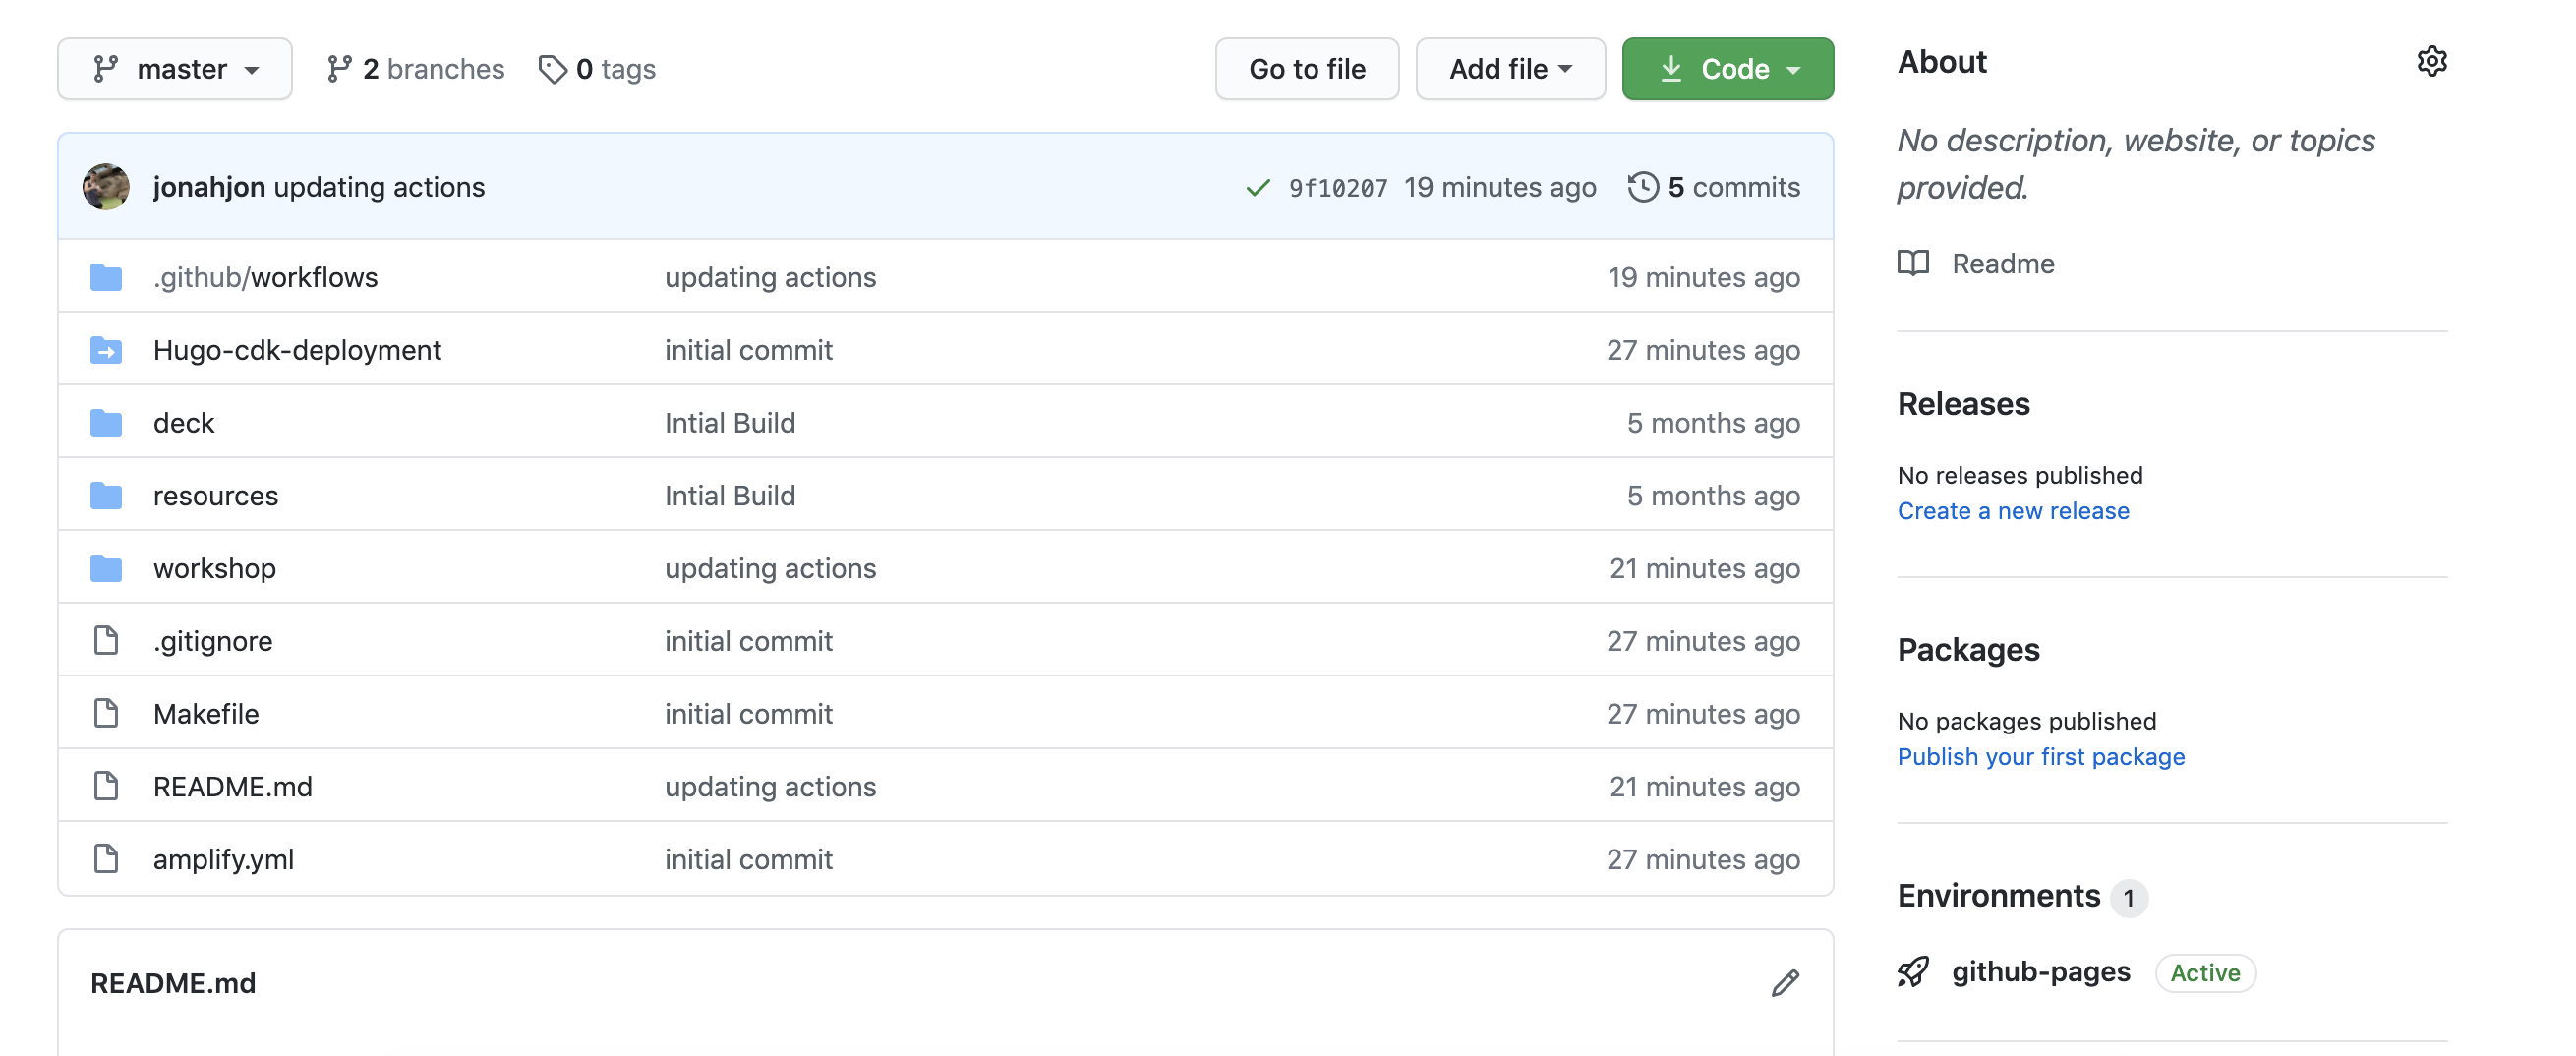 master 2 branches 0 tags Go to file Add file Code
jonahjon updating actions 9f10207 19 minutes ago 5 commits
.github/workflows updating actions 19 minutes ago
Hugo-cdk-deployment initial commit 27 minutes ago
deck Intial Build 5 months ago
resources Intial Build 5 months ago
workshop updating actions 21 minutes ago
.gitignore initial commit 27 minutes ago
Makefile initial commit 27 minutes ago
README.md updating actions 21 minutes ago
amplify.yml initial commit 27 minutes ago
README.md
About
No description, website, or topics
provided.
Readme
Releases
No releases published
Create a new release
Packages
No packages published
Publish your first package
Environments 1
github-pages Active